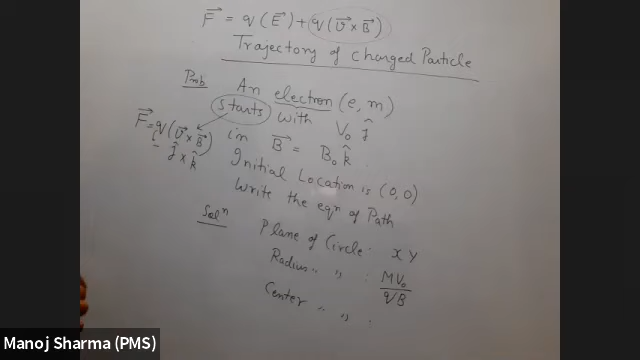 F⃗ = q(E⃗) + q(v⃗×B⃗)
Trajectory of Charged Particle
Prob An electron (e, m)
starts with V₀ ĵ
F⃗ = q(v⃗×B⃗) in B⃗ = B₀ k̂.
= ĵ × k̂
Initial Location is (0,0)
Write the eqn of Path
Solⁿ Plane of Circle : XY
Radius " " : MV₀/qB
Center " " :
Manoj Sharma (PMS)